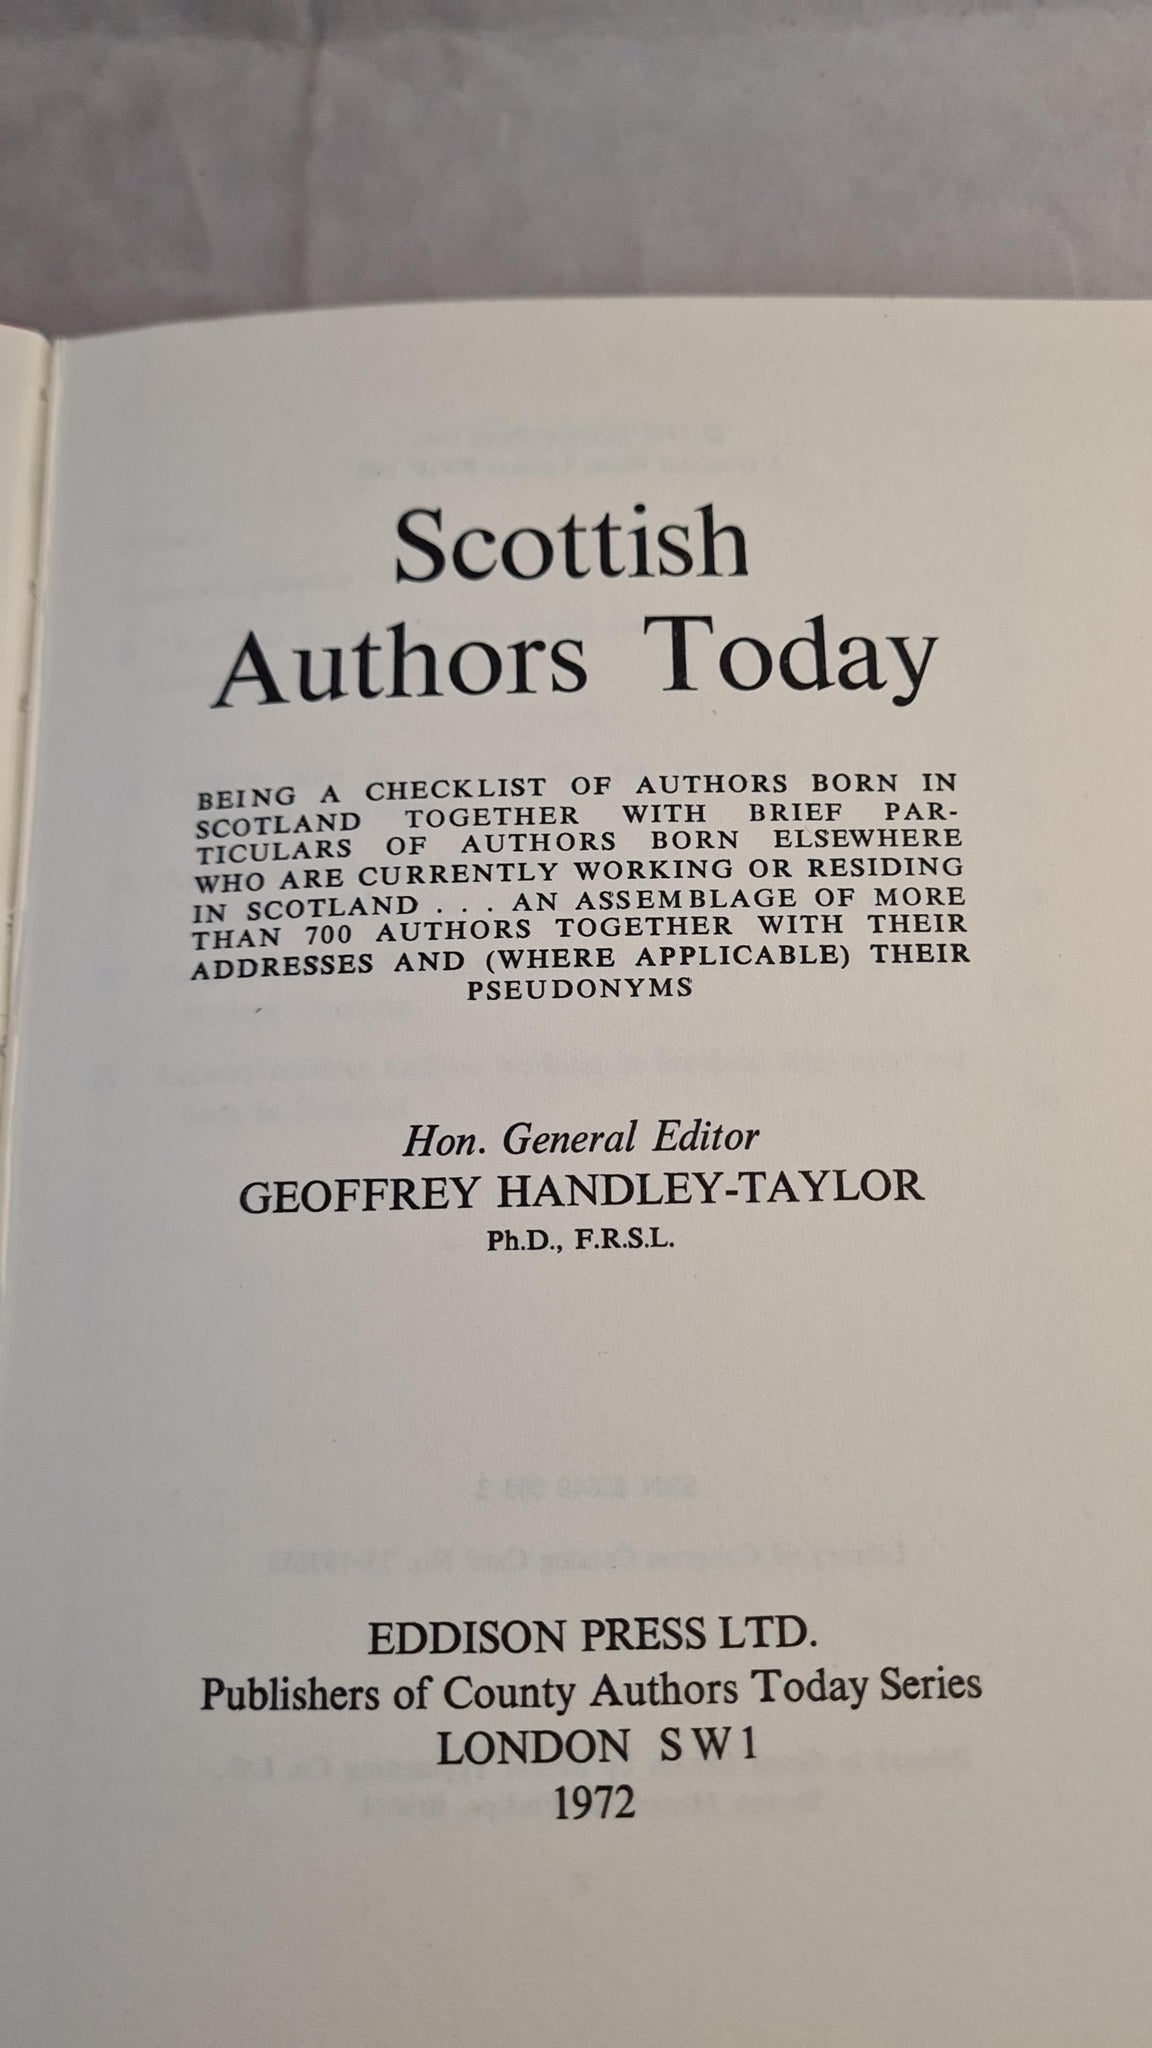 Scottish
Authors Today
BEING A CHECKLIST OF AUTHORS BORN IN
SCOTLAND TOGETHER WITH BRIEF PAR-
TICULARS OF AUTHORS BORN ELSEWHERE
WHO ARE CURRENTLY WORKING OR RESIDING
IN SCOTLAND . . . AN ASSEMBLAGE OF MORE
THAN 700 AUTHORS TOGETHER WITH THEIR
ADDRESSES AND (WHERE APPLICABLE) THEIR
PSEUDONYMS
Hon. General Editor
GEOFFREY HANDLEY-TAYLOR
Ph.D., F.R.S.L.
EDDISON PRESS LTD.
Publishers of County Authors Today Series
LONDON SW1
1972